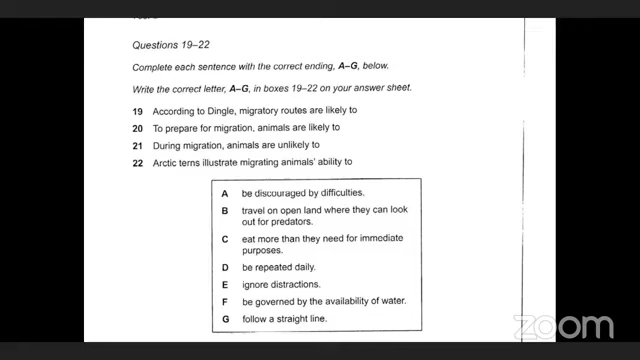 Questions 19–22
Complete each sentence with the correct ending, A–G, below.
Write the correct letter, A–G, in boxes 19–22 on your answer sheet.
19 According to Dingle, migratory routes are likely to
20 To prepare for migration, animals are likely to
21 During migration, animals are unlikely to
22 Arctic terns illustrate migrating animals' ability to
A be discouraged by difficulties.
B travel on open land where they can look
out for predators.
C eat more than they need for immediate
purposes.
D be repeated daily.
E ignore distractions.
F be governed by the availability of water.
G follow a straight line.
zoom